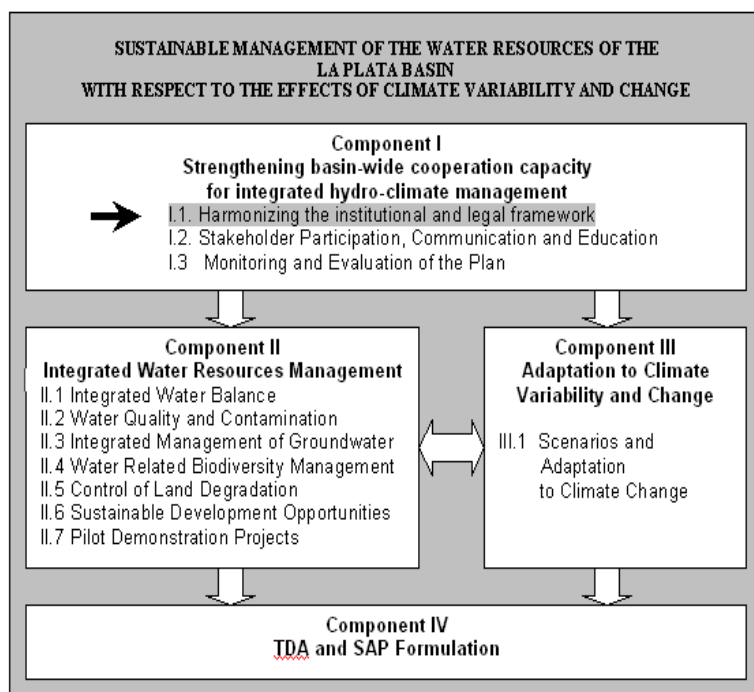 SUSTAINABLE MANAGEMENT OF THE WATER RESOURCES OF THE
LA PLATA BASIN
WITH RESPECT TO THE EFFECTS OF CLIMATE VARIABILITY AND CHANGE
Component I
Strengthening basin-wide cooperation capacity
for integrated hydro-climate management
I.1. Harmonizing the institutional and legal framework
I.2. Stakeholder Participation, Communication and Education
I.3 Monitoring and Evaluation of the Plan
Component II
Integrated Water Resources Management
II.1 Integrated Water Balance
II.2 Water Quality and Contamination
II.3 Integrated Management of Groundwater
II.4 Water Related Biodiversity Management
II.5 Control of Land Degradation
II.6 Sustainable Development Opportunities
II.7 Pilot Demonstration Projects
Component III
Adaptation to Climate
Variability and Change
III.1 Scenarios and
Adaptation
to Climate Change
Component IV
TDA and SAP Formulation